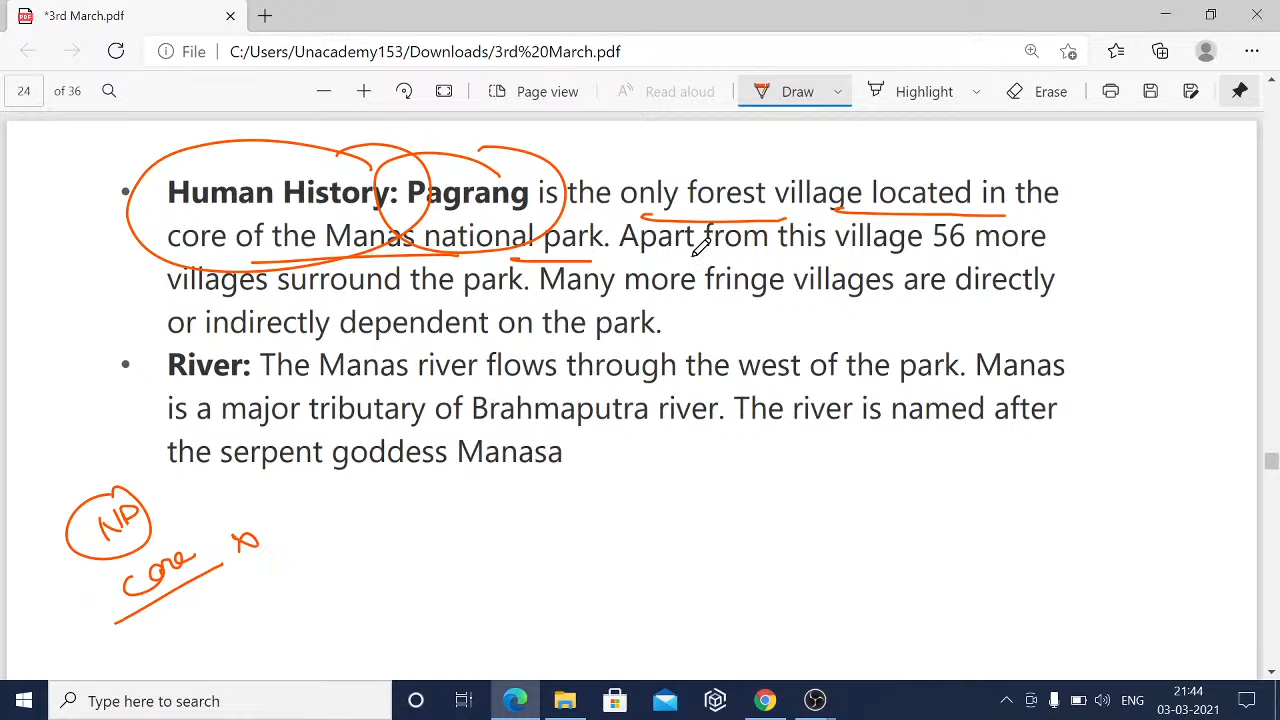 *3rd March.pdf
File
C:/Users/Unacademy153/Downloads/3rd%20March.pdf
24 of 36
Page view
Read aloud
Draw
Highlight
Erase
• Human History: Pagrang is the only forest village located in the
core of the Manas national park. Apart from this village 56 more
villages surround the park. Many more fringe villages are directly
or indirectly dependent on the park.
• River: The Manas river flows through the west of the park. Manas
is a major tributary of Brahmaputra river. The river is named after
the serpent goddess Manasa
NP
core x
Type here to search
ENG
21:44
03-03-2021